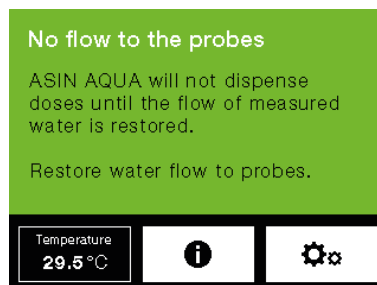 No flow to the probes
ASIN AQUA will not dispense
doses until the flow of measured
water is restored.
Restore water flow to probes.
Temperature
29.5°C